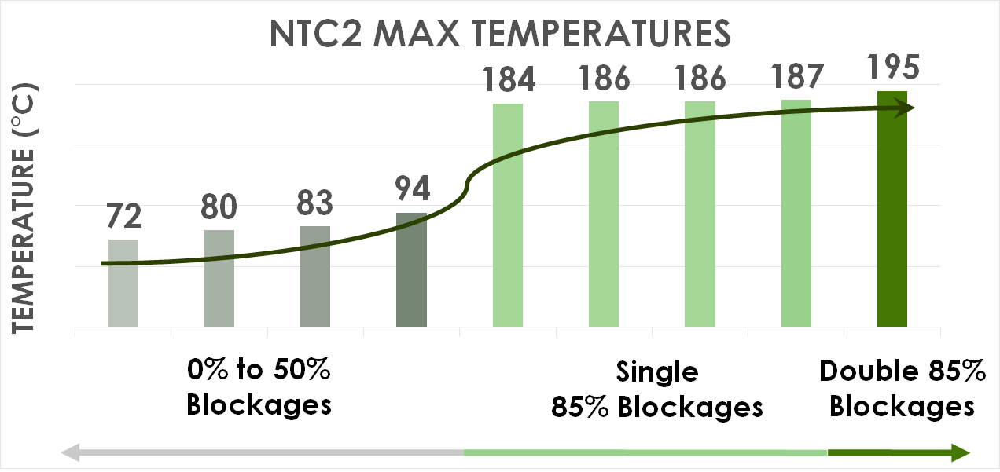 NTC2 MAX TEMPERATURES
TEMPERATURE (°C)
72
80
83
94
184
186
186
187
195
0% to 50%
Blockages
Single
85% Blockages
Double 85%
Blockages